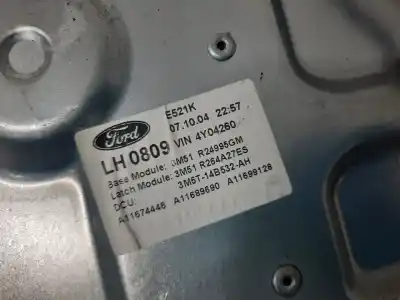 E521K
Ford
07.10.04 22:57
LH 0809 VIN 4Y04260
Base Module: 3M51 R24995GM
Latch Module: 3M51 R264A27ES
DCU: 3M5T-14B532-AH
A11674448 A11699690 A11699128